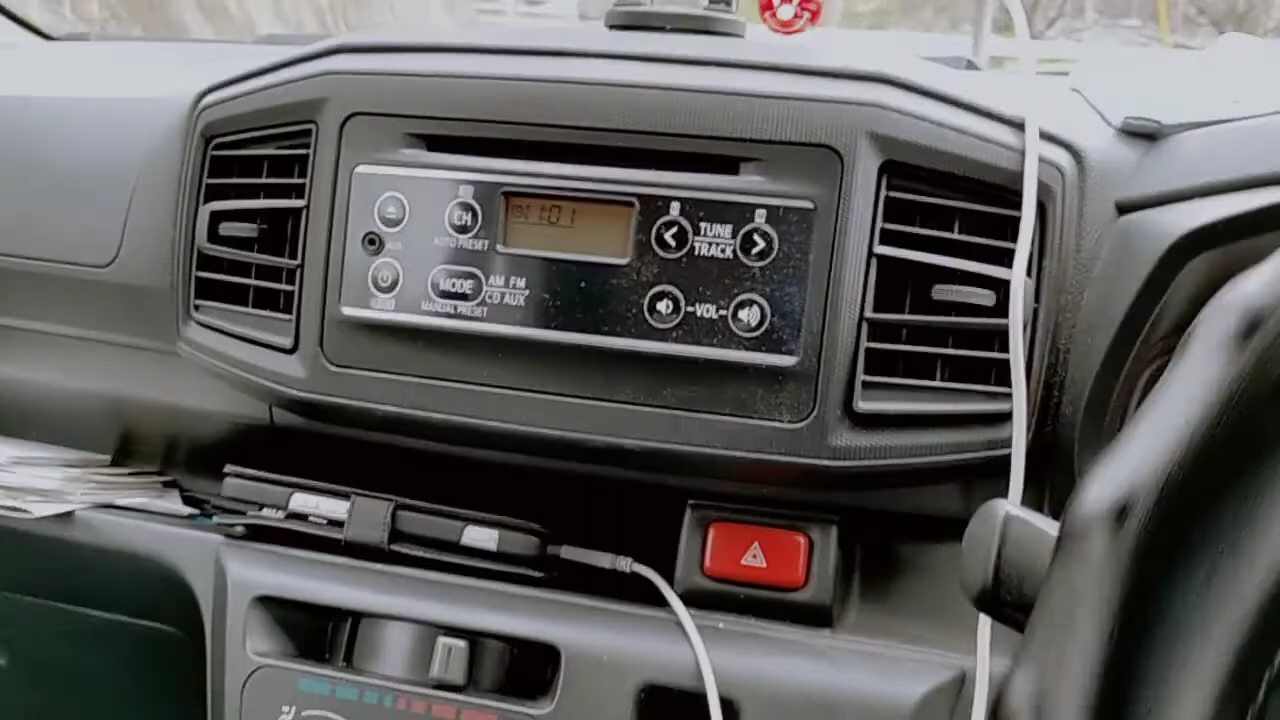 CH
AUTO PRESET
MODE
AM FM
CD AUX
MANUAL PRESET
TUNE
TRACK
VOL